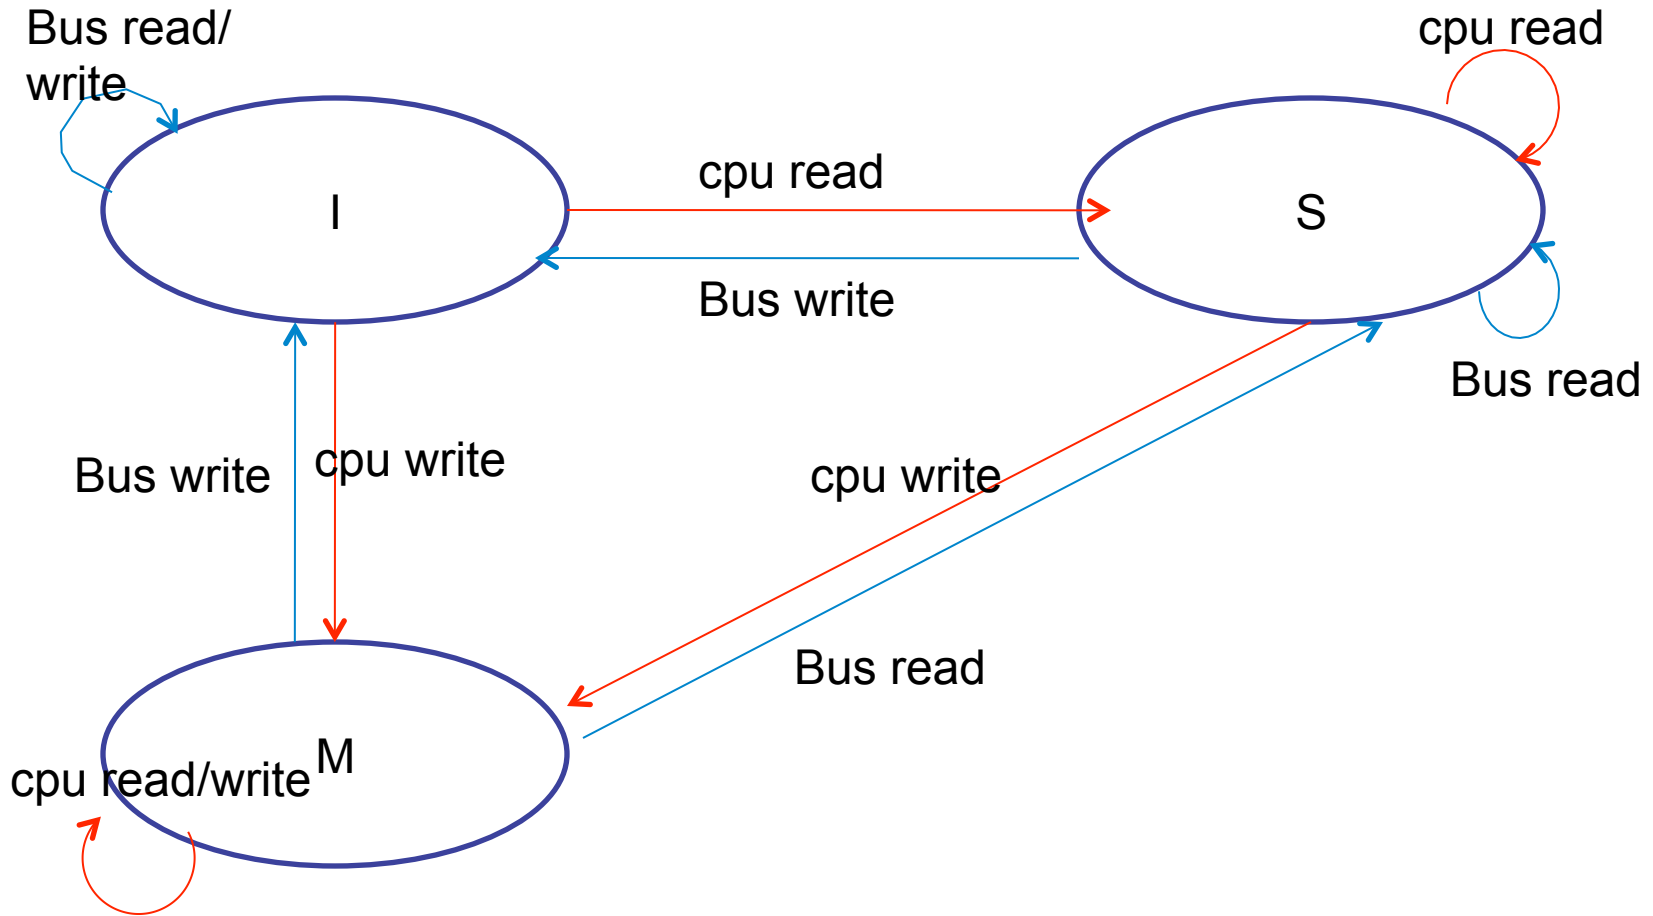 Bus read/
write
cpu read
I
cpu read
S
Bus write
Bus read
Bus write
cpu write
cpu write
Bus read
M
cpu read/write